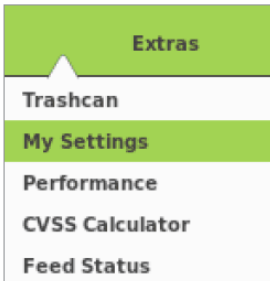 Extras
Trashcan
My Settings
Performance
CVSS Calculator
Feed Status